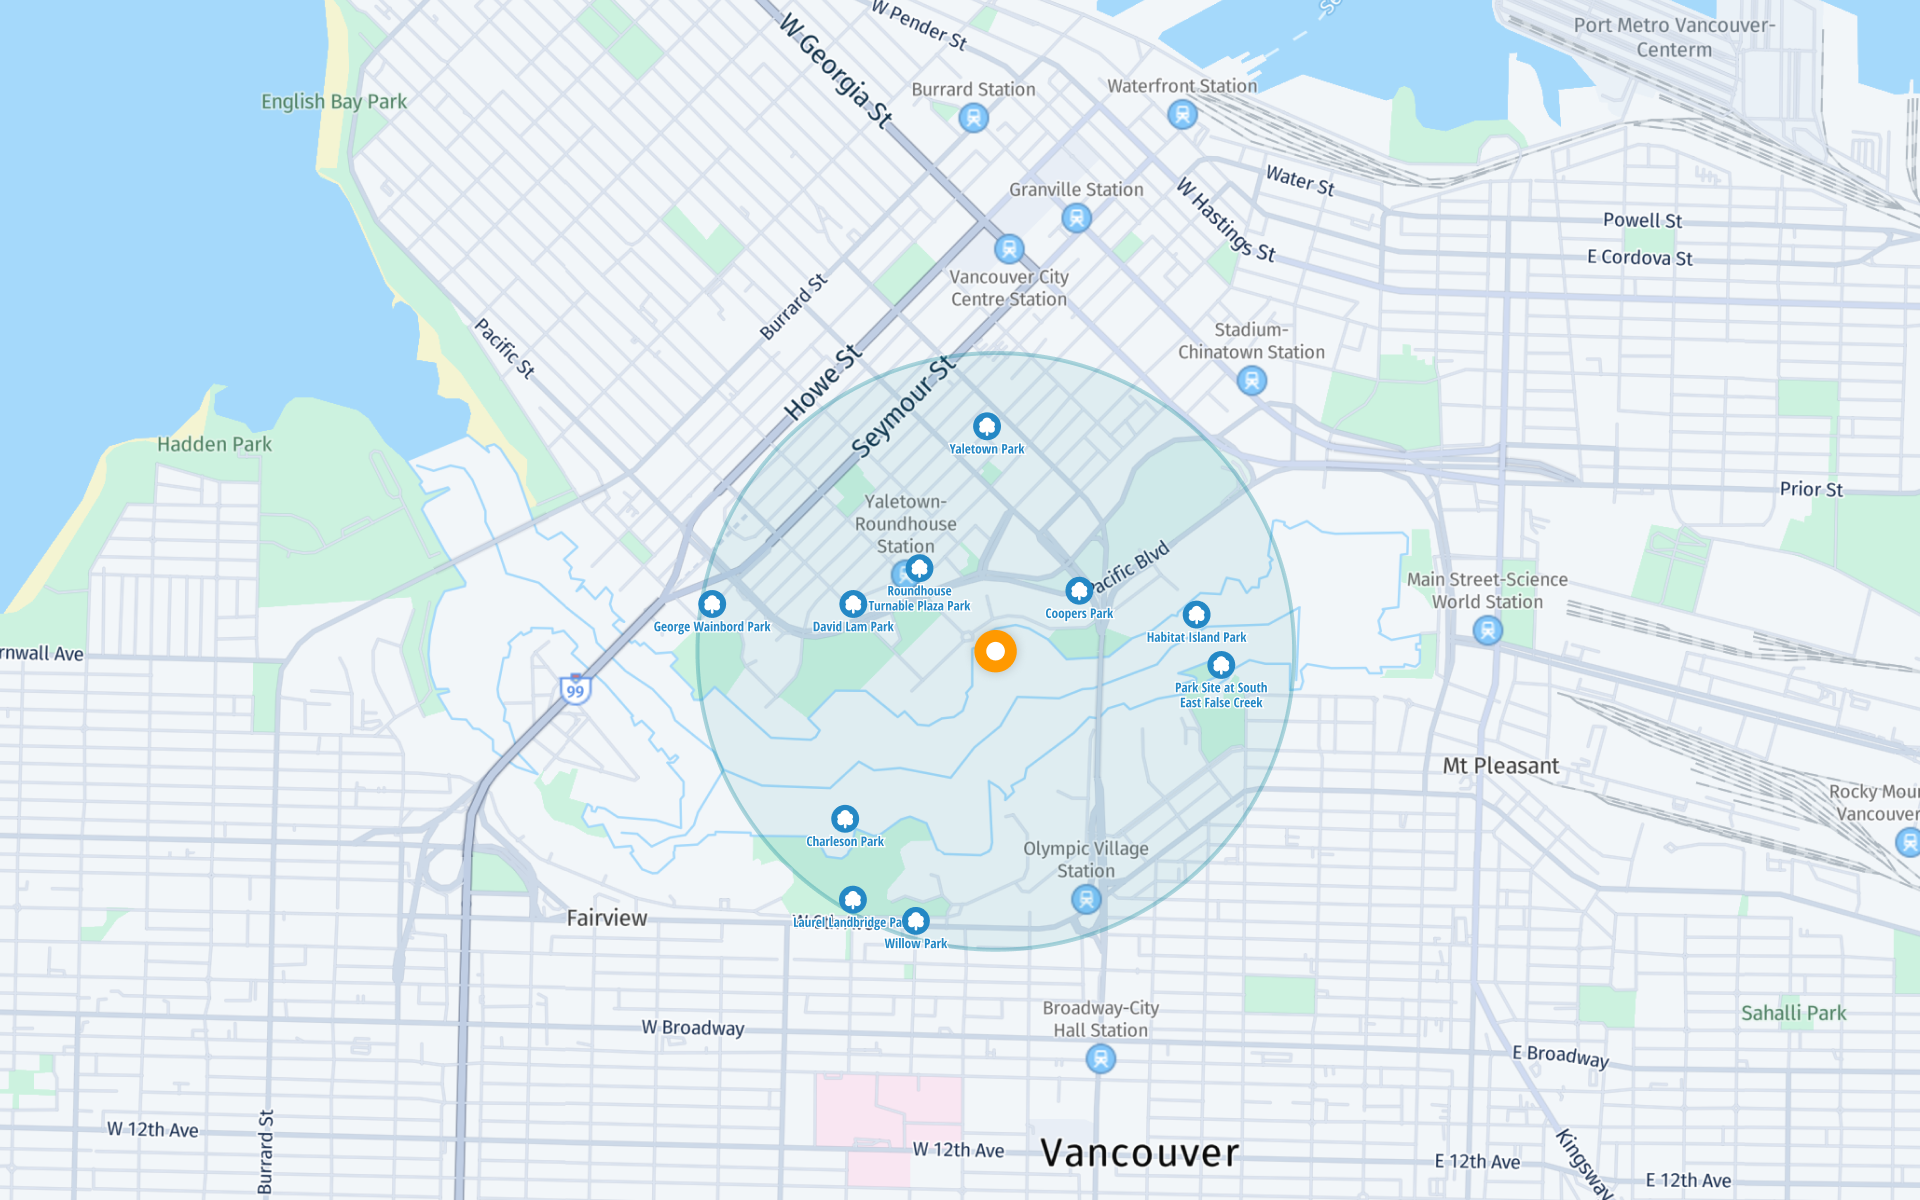 W Pender St
Port Metro Vancouver-
Centerm
W Georgia St
English Bay Park
Burrard Station
Waterfront Station
Granville Station
Water St
W Hastings St
Powell St
E Cordova St
Vancouver City
Centre Station
Burrard St
Pacific St
Stadium-
Chinatown Station
Howe St
Seymour St
Hadden Park
Yaletown Park
Prior St
Yaletown-
Roundhouse
Station
Pacific Blvd
Roundhouse
Turnable Plaza Park
George Wainbord Park
David Lam Park
Coopers Park
Habitat Island Park
Main Street-Science
World Station
rnwall Ave
99
Park Site at South
East False Creek
Mt Pleasant
Rocky Moun
Vancouver
Charleson Park
Olympic Village
Station
Fairview
Laurel Landbridge Pa
Willow Park
W Broadway
Broadway-City
Hall Station
Sahalli Park
E Broadway
Burrard St
W 12th Ave
W 12th Ave
Vancouver
E 12th Ave
Kingsway
E 12th Ave